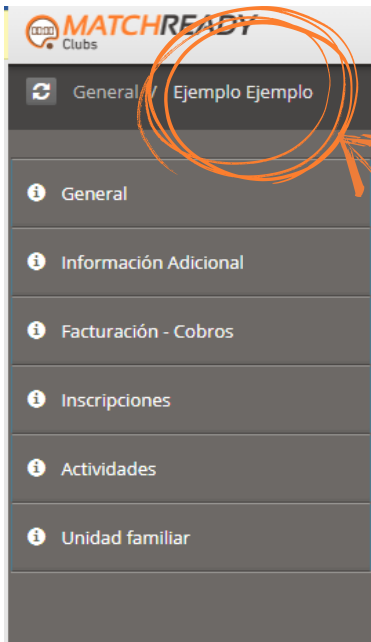 MATCHREADY
Clubs
General / Ejemplo Ejemplo
General
Información Adicional
Facturación - Cobros
Inscripciones
Actividades
Unidad familiar